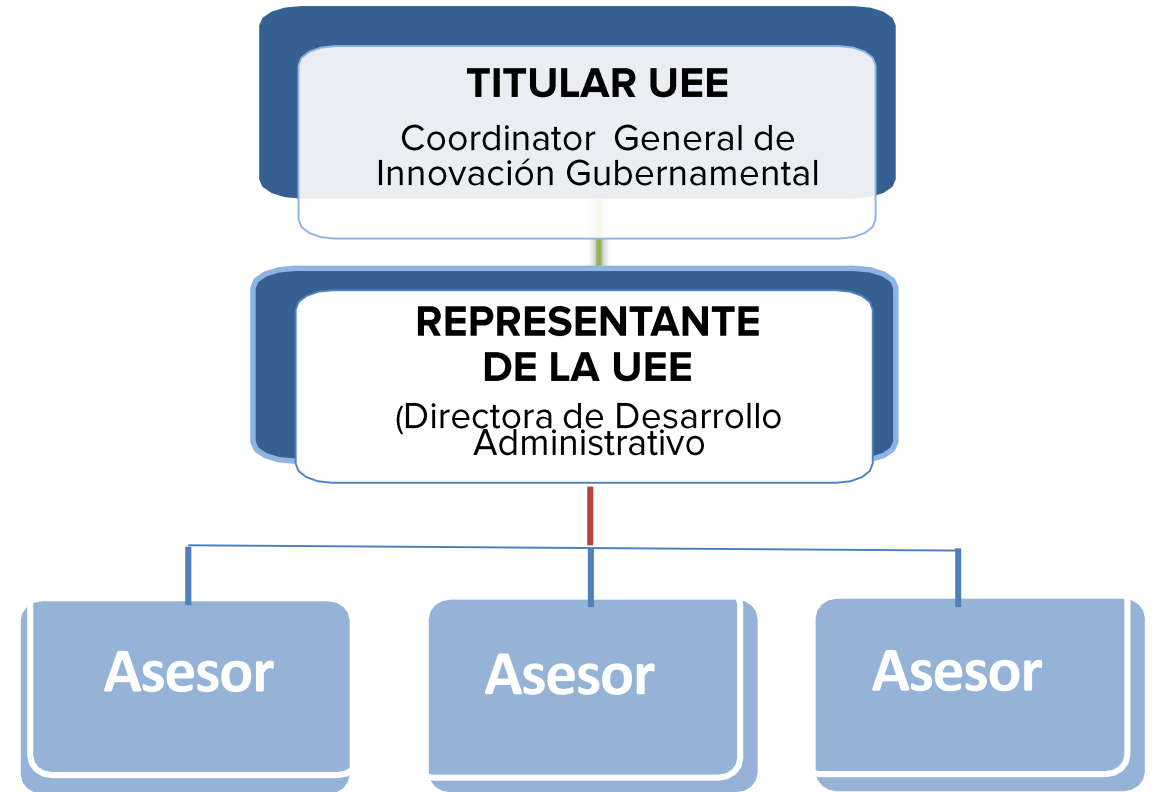 TITULAR UEE
Coordinator  General de
Innovación Gubernamental
REPRESENTANTE
DE LA UEE
(Directora de Desarrollo
Administrativo
Asesor
Asesor
Asesor